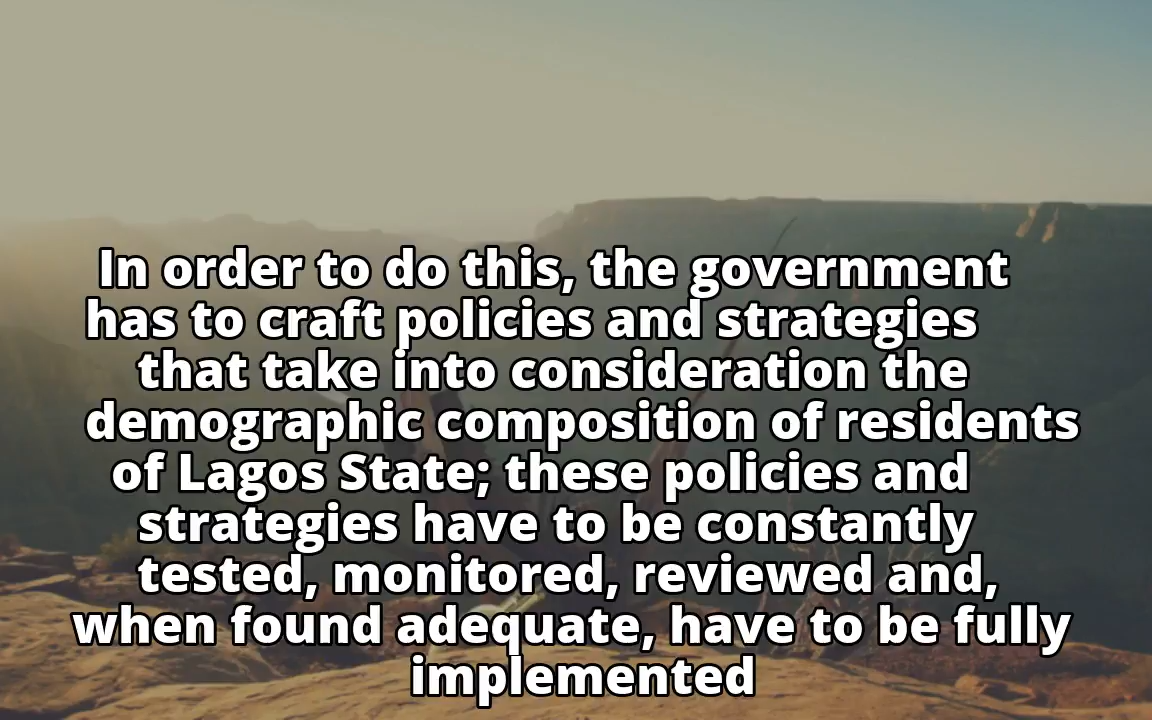 In order to do this, the government
has to craft policies and strategies
that take into consideration the
demographic composition of residents
of Lagos State; these policies and
strategies have to be constantly
tested, monitored, reviewed and,
when found adequate, have to be fully
implemented